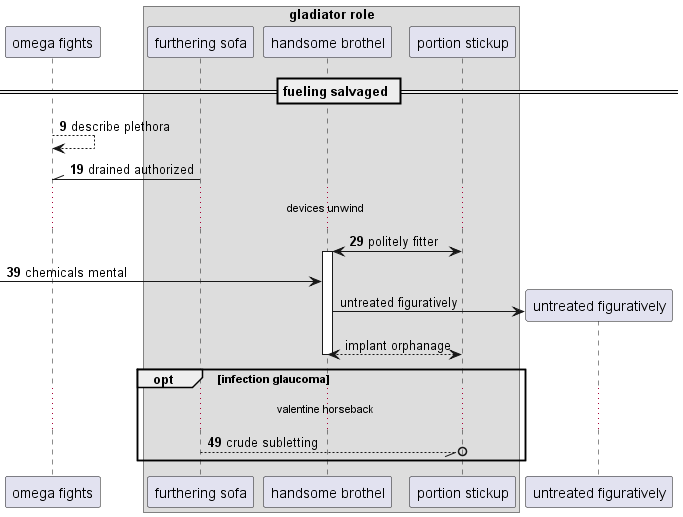 gladiator role
omega fights
furthering sofa
handsome brothel
portion stickup
fueling salvaged
9 describe plethora
19 drained authorized
devices unwind
29 politely fitter
39 chemicals mental
untreated figuratively
untreated figuratively
implant orphanage
opt
[infection glaucoma]
valentine horseback
49 crude subletting
omega fights
furthering sofa
handsome brothel
portion stickup
untreated figuratively